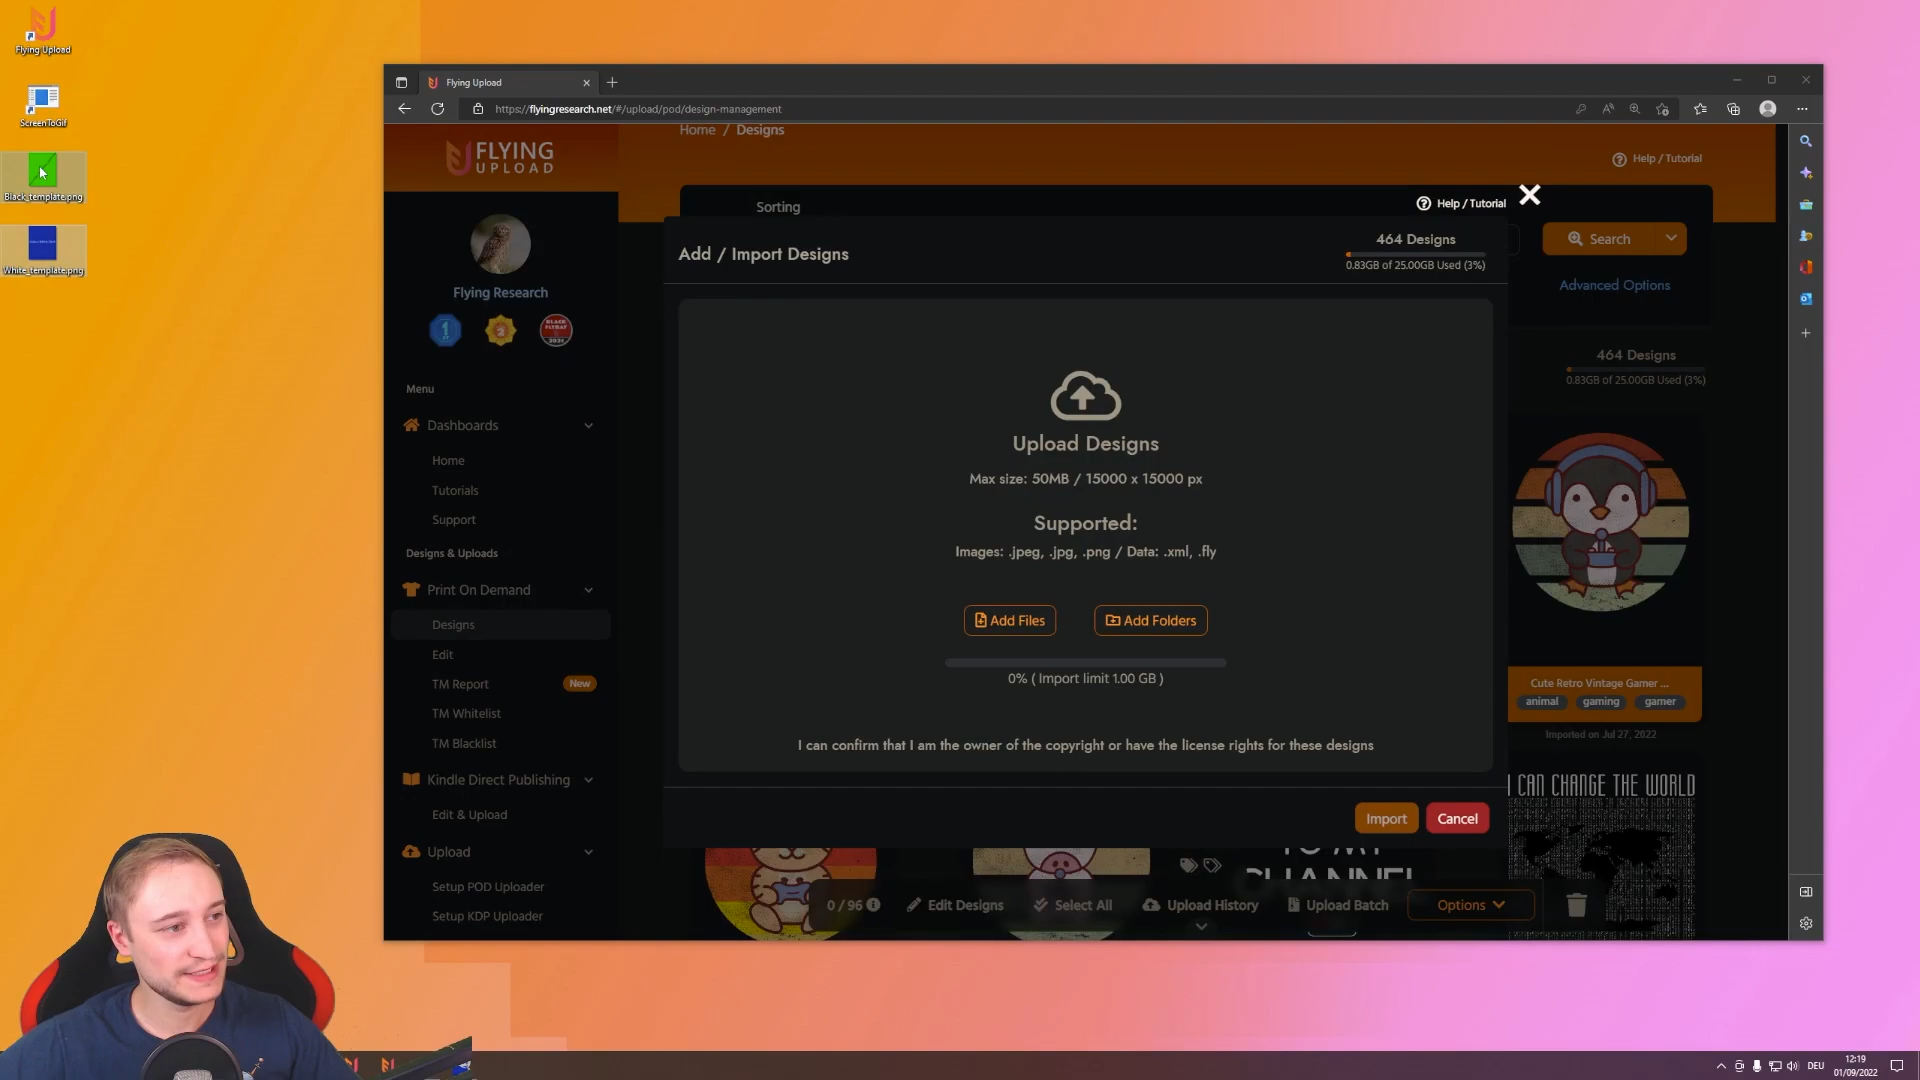 Flying Upload
ScreenToGif
Black_template.png
White_template.png
Flying Upload
https://flyingresearch.net/#/upload/pod/design-management
FLYING
UPLOAD
Home / Designs
Help / Tutorial
Sorting
Help / Tutorial
Add / Import Designs
464 Designs
0.83GB of 25.00GB Used (3%)
Search
Advanced Options
464 Designs
0.83GB of 25.00GB Used (3%)
Flying Research
Menu
Dashboards
Home
Tutorials
Support
Designs & Uploads
Print On Demand
Designs
Edit
TM Report
New
TM Whitelist
TM Blacklist
Kindle Direct Publishing
Edit & Upload
Upload
Setup POD Uploader
Setup KDP Uploader
Upload Designs
Max size: 50MB / 15000 x 15000 px
Supported:
Images: .jpeg, .jpg, .png / Data: .xml, .fly
Add Files
Add Folders
0% ( Import limit 1.00 GB )
I can confirm that I am the owner of the copyright or have the license rights for these designs
Import
Cancel
Cute Retro Vintage Gamer ...
animal gaming gamer
Imported on Jul 27, 2022
I CAN CHANGE THE WORLD
TO MY
CHANNEL
0 / 96
Edit Designs
Select All
Upload History
Upload Batch
Options
DEU
12:19
01/09/2022